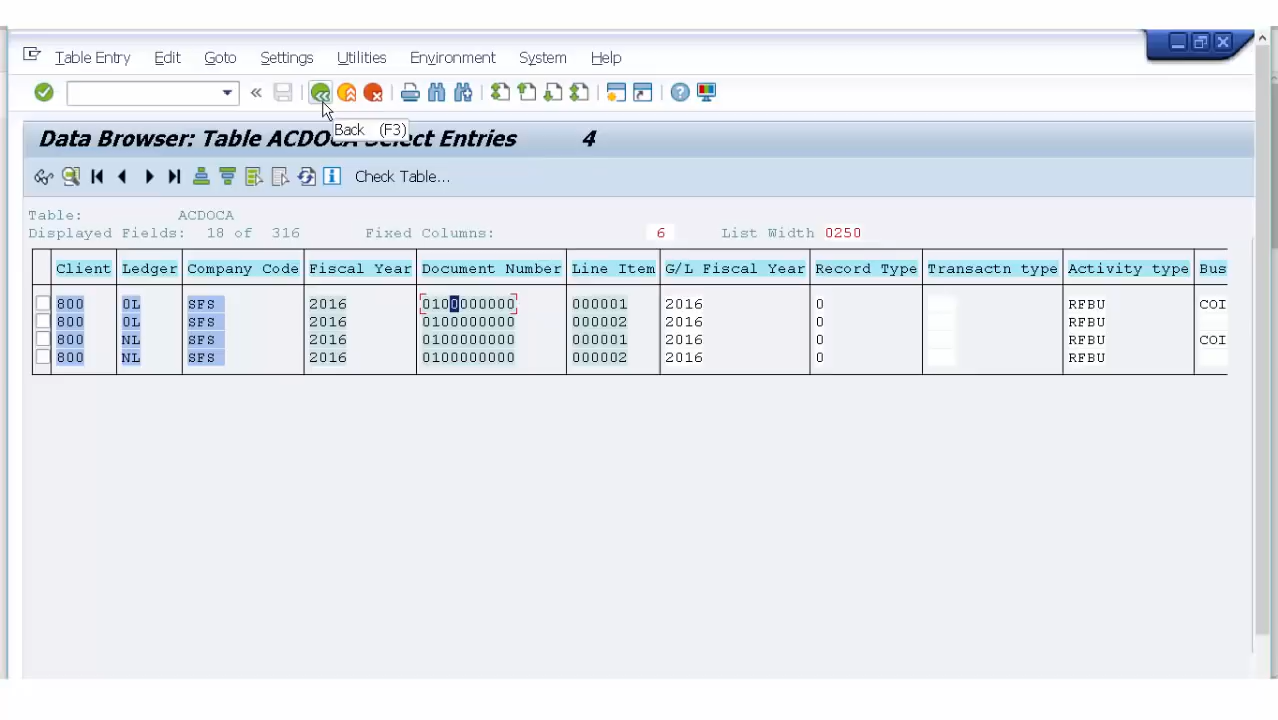 Table Entry Edit Goto Settings Utilities Environment System Help
Back (F3)
Data Browser: Table ACDOCA Select Entries 4
Check Table...
Table: ACDOCA
Displayed Fields: 18 of 316 Fixed Columns: 6 List Width 0250
Client Ledger Company Code Fiscal Year Document Number Line Item G/L Fiscal Year Record Type Transactn type Activity type Bus
800 0L SFS 2016 0100000000 000001 2016 0 RFBU COI
800 0L SFS 2016 0100000000 000002 2016 0 RFBU
800 NL SFS 2016 0100000000 000001 2016 0 RFBU COI
800 NL SFS 2016 0100000000 000002 2016 0 RFBU